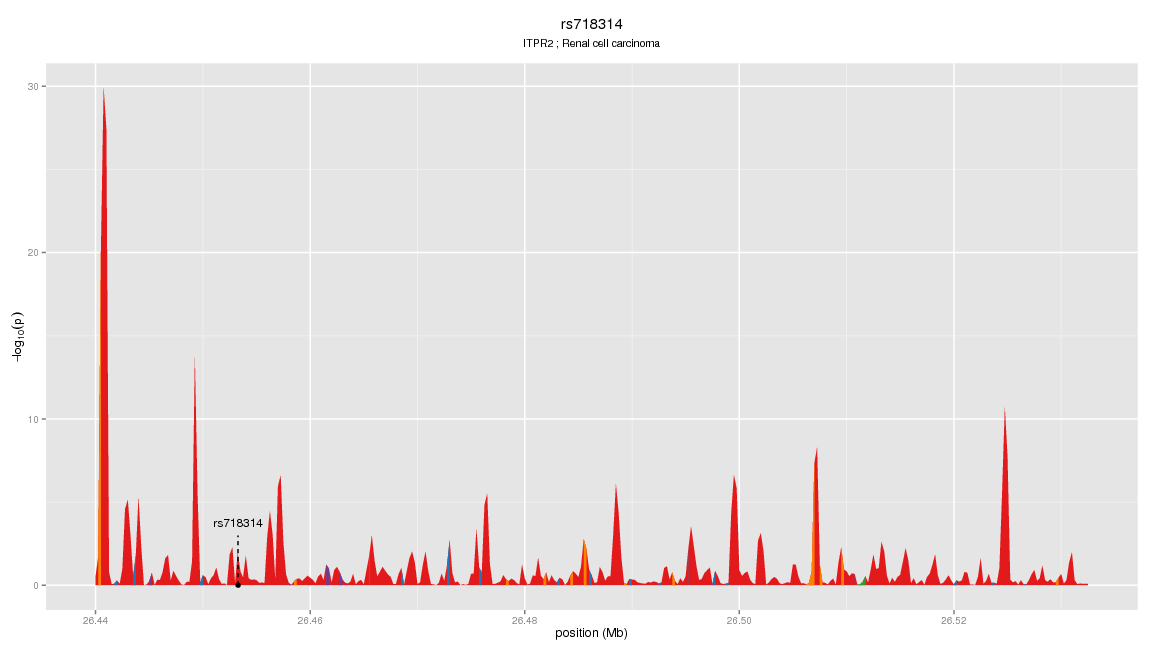 rs718314
ITPR2 ; Renal cell carcinoma
30
20
10
0
−log10(p)
rs718314
26.44 26.46 26.48 26.50 26.52
position (Mb)